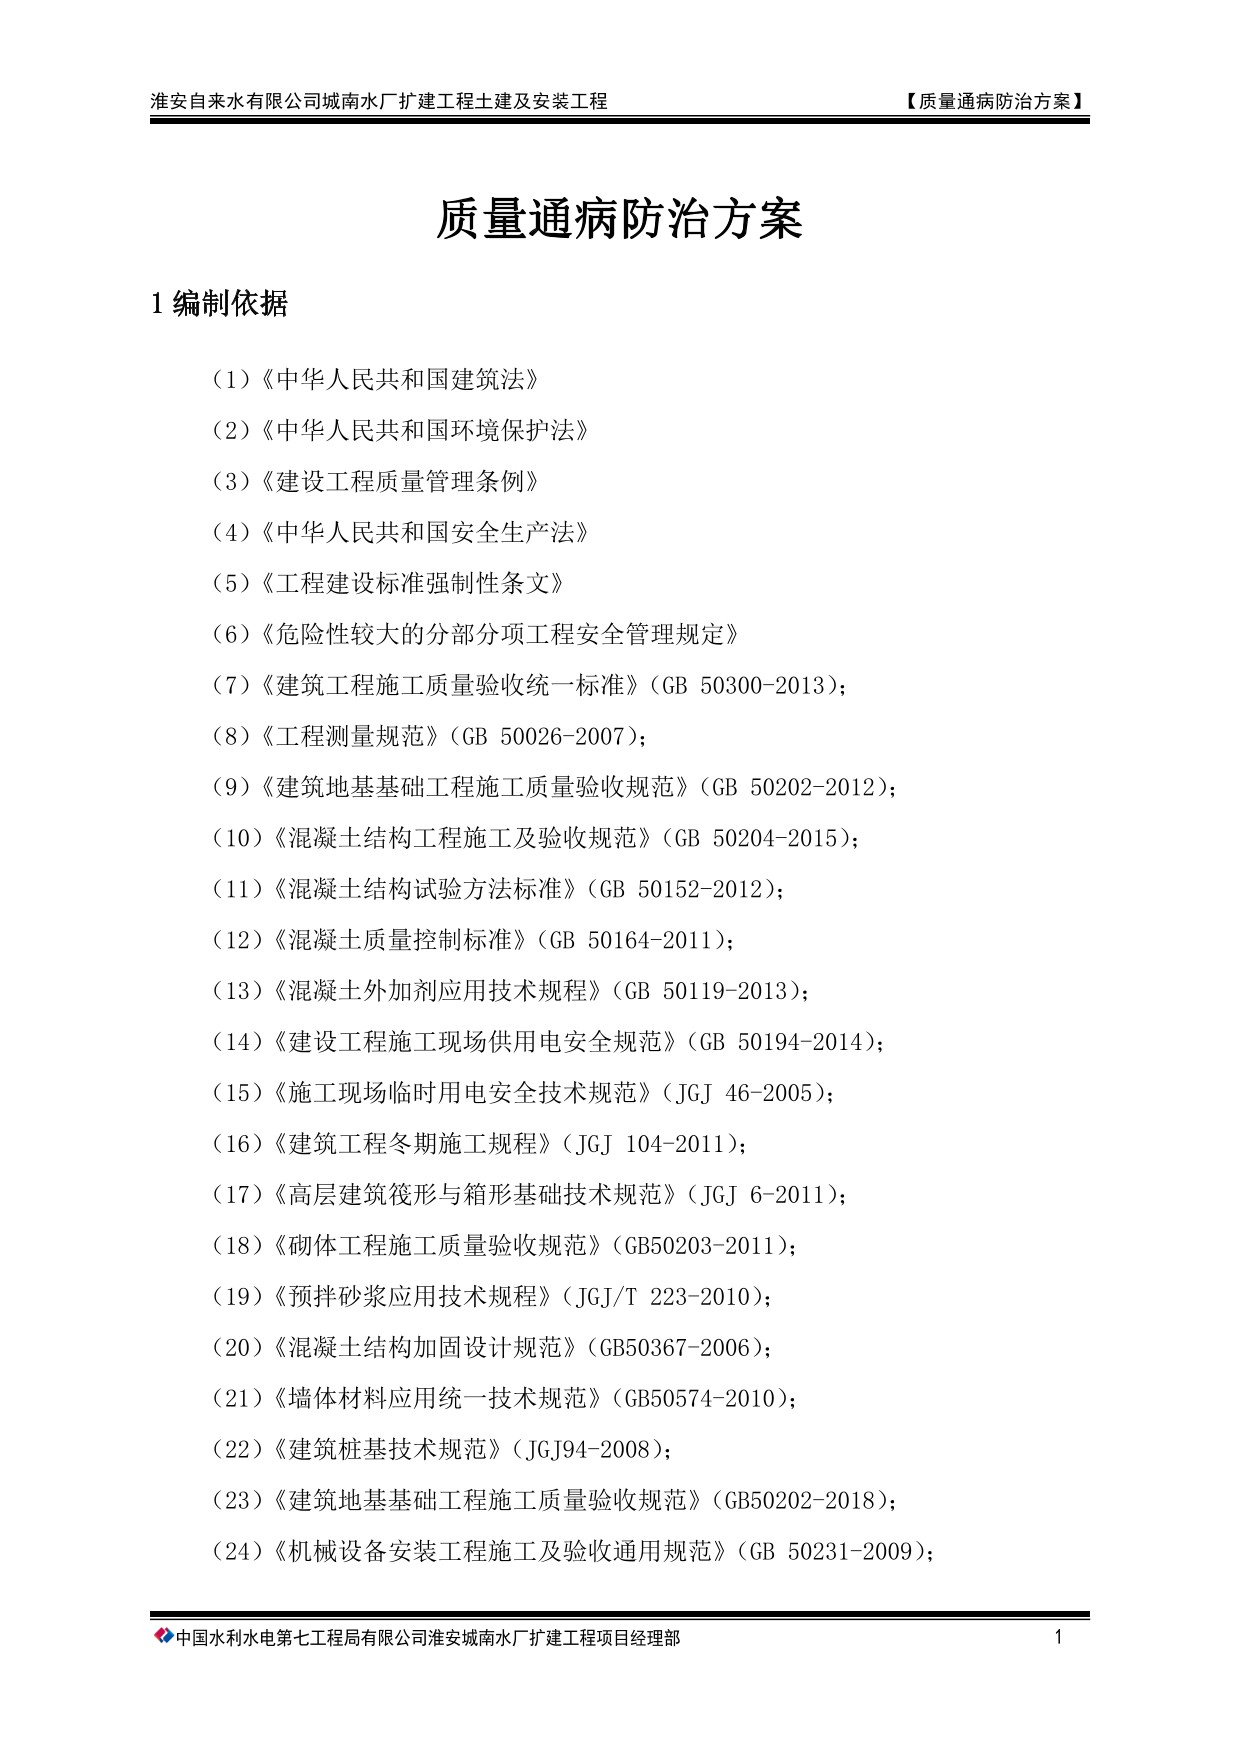 淮安自来水有限公司城南水厂扩建工程土建及安装工程 【质量通病防治方案】
质量通病防治方案
1 编制依据
（1）《中华人民共和国建筑法》
（2）《中华人民共和国环境保护法》
（3）《建设工程质量管理条例》
（4）《中华人民共和国安全生产法》
（5）《工程建设标准强制性条文》
（6）《危险性较大的分部分项工程安全管理规定》
（7）《建筑工程施工质量验收统一标准》（GB 50300-2013）；
（8）《工程测量规范》（GB 50026-2007）；
（9）《建筑地基基础工程施工质量验收规范》（GB 50202-2012）；
（10）《混凝土结构工程施工及验收规范》（GB 50204-2015）；
（11）《混凝土结构试验方法标准》（GB 50152-2012）；
（12）《混凝土质量控制标准》（GB 50164-2011）；
（13）《混凝土外加剂应用技术规程》（GB 50119-2013）；
（14）《建设工程施工现场供用电安全规范》（GB 50194-2014）；
（15）《施工现场临时用电安全技术规范》（JGJ 46-2005）；
（16）《建筑工程冬期施工规程》（JGJ 104-2011）；
（17）《高层建筑筏形与箱形基础技术规范》（JGJ 6-2011）；
（18）《砌体工程施工质量验收规范》（GB50203-2011）；
（19）《预拌砂浆应用技术规程》（JGJ/T 223-2010）；
（20）《混凝土结构加固设计规范》（GB50367-2006）；
（21）《墙体材料应用统一技术规范》（GB50574-2010）；
（22）《建筑桩基技术规范》（JGJ94-2008）；
（23）《建筑地基基础工程施工质量验收规范》（GB50202-2018）；
（24）《机械设备安装工程施工及验收通用规范》（GB 50231-2009）；
中国水利水电第七工程局有限公司淮安城南水厂扩建工程项目经理部 1